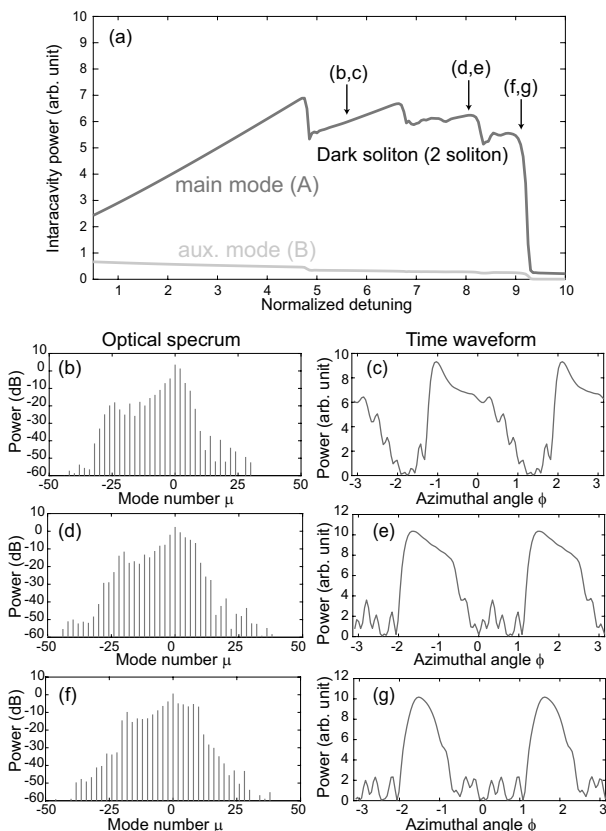 (a)
Intaracavity power (arb. unit)
10
9
8
7
6
5
4
3
2
1
0
(b,c)
(d,e)
(f,g)
Dark soliton (2 soliton)
main mode (A)
aux. mode (B)
1 2 3 4 5 6 7 8 9 10
Normalized detuning
Optical specrum
Time waveform
(b)
Power (dB)
10
0
-10
-20
-30
-40
-50
-60
-50 -25 0 25 50
Mode number μ
(c)
Power (arb. unit)
10
8
6
4
2
0
-3 -2 -1 0 1 2 3
Azimuthal angle ϕ
(d)
Power (dB)
10
0
-10
-20
-30
-40
-50
-60
-50 -25 0 25 50
Mode number μ
(e)
Power (arb. unit)
12
10
8
6
4
2
0
-3 -2 -1 0 1 2 3
Azimuthal angle ϕ
(f)
Power (dB)
10
0
-10
-20
-30
-40
-50
-60
-50 -25 0 25 50
Mode number μ
(g)
Power (arb. unit)
12
10
8
6
4
2
0
-3 -2 -1 0 1 2 3
Azimuthal angle ϕ